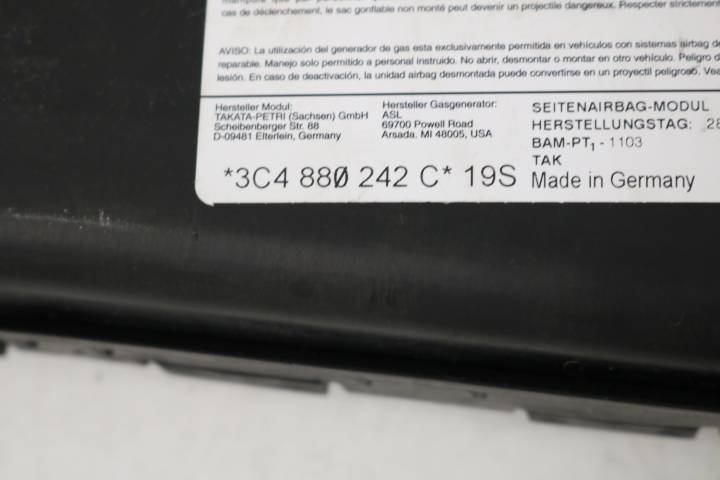 cas de déclenchement, le sac gonflable non monté peut devenir un projectile dangereux. Respecter
AVISO: La utilización del generador de gas esta exclusivamente permitida en vehículos con sistemas airbag
reparable. Manejo solo permitido a personal instruido. No abrir, desmontar o montar en otro vehículo. Peligro
lesión. En caso de deactivación, la unidad airbag desmontada puede convertirse en un proyectil peligroso.
Hersteller Modul:
TAKATA-PETRI (Sachsen) GmbH
Scheibenberger Str. 88
D-09481 Elterlein, Germany
Hersteller Gasgenerator:
ASL
69700 Powell Road
Arsada. MI 48005, USA
SEITENAIRBAG-MODUL
HERSTELLUNGSTAG: 28
BAM-PT₁ - 1103
TAK
*3C4 880 242 C* 19S Made in Germany